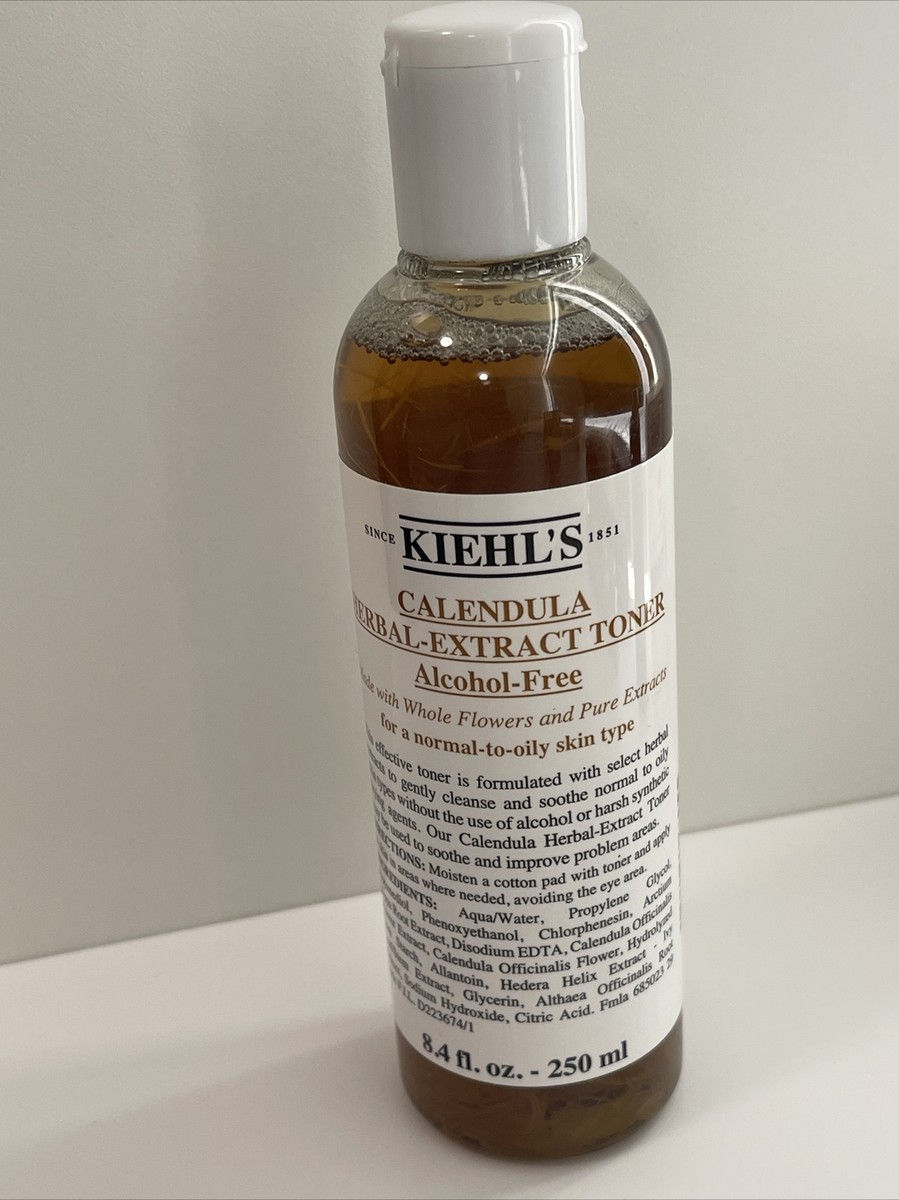 SINCE KIEHL'S 1851
CALENDULA
HERBAL-EXTRACT TONER
Alcohol-Free
with Whole Flowers and Pure Extracts
for a normal-to-oily skin type
effective toner is formulated with select herbal
to gently cleanse and soothe normal to oily
types without the use of alcohol or harsh synthetic
agents. Our Calendula Herbal-Extract Toner
be used to soothe and improve problem areas.
Moisten a cotton pad with toner and apply
in areas where needed, avoiding the eye area.
Aqua/Water, Propylene Glycol,
Phenoxyethanol, Chlorphenesin, Arctium
Root Extract, Disodium EDTA, Calendula Officinalis
Extract, Calendula Officinalis Flower, Hydrolyzed
Starch, Allantoin, Hedera Helix Extract - Ivy
Extract, Glycerin, Althaea Officinalis Root
Sodium Hydroxide, Citric Acid. Fmla 685023 29
F.I.L. D223674/1
8.4 fl. oz. - 250 ml